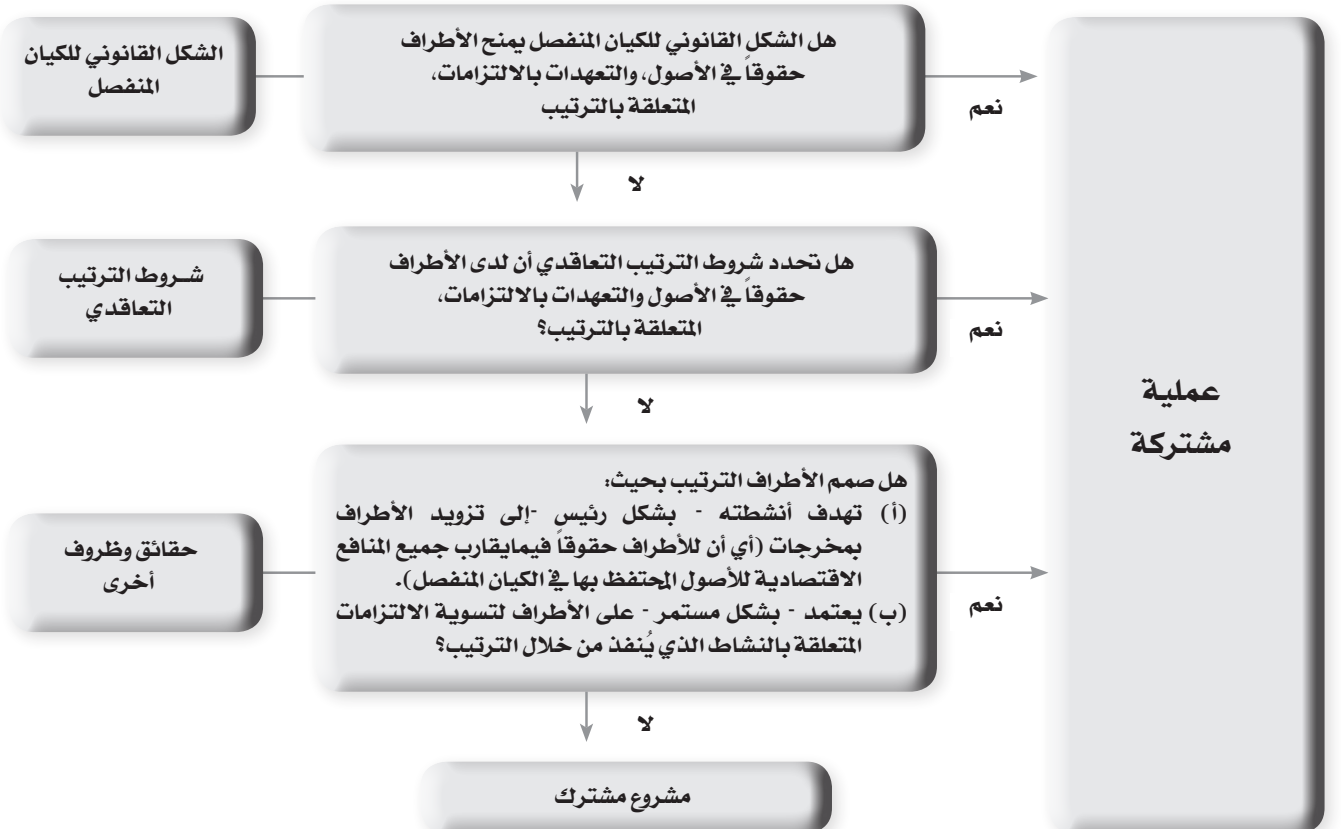 الشكل القانوني للكيان
المنفصل
هل الشكل القانوني للكيان المنفصل يمنح الأطراف
حقوقاً في الأصول، والتعهدات بالالتزامات،
المتعلقة بالترتيب
نعم
لا
شـروط الترتيب
التعاقدي
هل تحدد شروط الترتيب التعاقدي أن لدى الأطراف
حقوقاً في الأصول والتعهدات بالالتزامات،
المتعلقة بالترتيب؟
نعم
لا
حقائق وظروف
أخرى
هل صمم الأطراف الترتيب بحيث:
(أ) تهدف أنشطته - بشكل رئيسٍ -إلى تزويد الأطراف
بمخرجات (أي أن للأطراف حقوقاً فيمايقارب جميع المنافع
الاقتصادية للأصول المحتفظ بها في الكيان المنفصل).
(ب) يعتمد - بشكل مستمر - على الأطراف لتسوية الالتزامات
المتعلقة بالنشاط الذي يُنفذ من خلال الترتيب؟
نعم
لا
مشروع مشترك
عملية
مشتركة